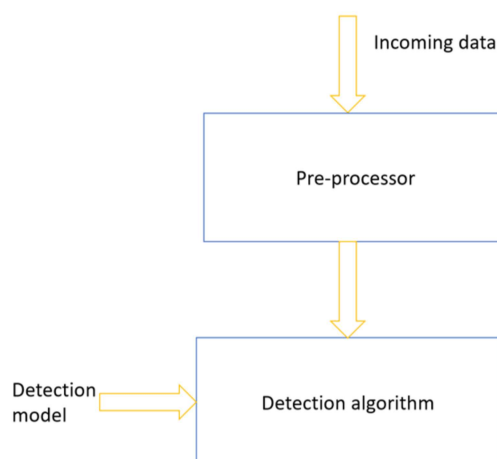 Incoming data
Pre-processor
Detection
model
Detection algorithm